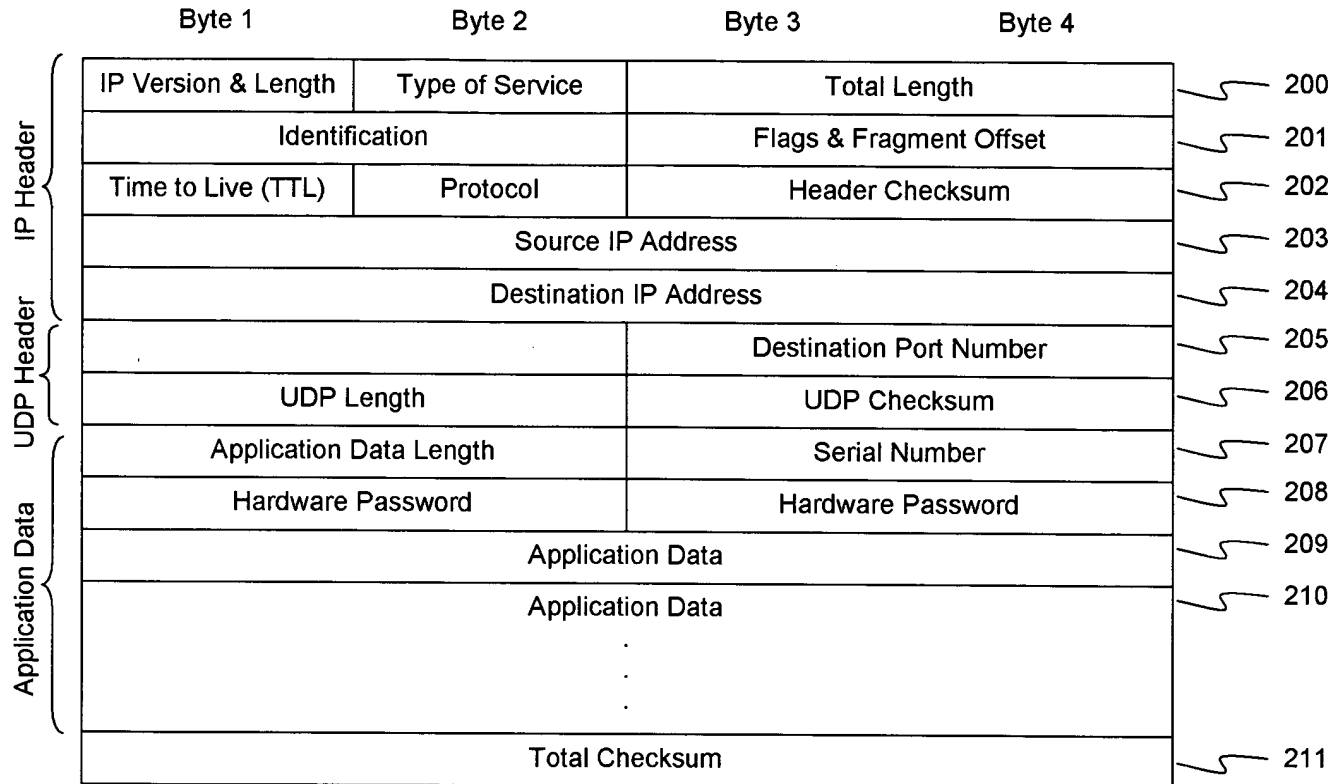 Byte 1 Byte 2 Byte 3 Byte 4
IP Header
IP Version & Length Type of Service Total Length 200
Identification Flags & Fragment Offset 201
Time to Live (TTL) Protocol Header Checksum 202
Source IP Address 203
Destination IP Address 204
UDP Header
Destination Port Number 205
UDP Length UDP Checksum 206
Application Data
Application Data Length Serial Number 207
Hardware Password Hardware Password 208
Application Data 209
Application Data 210
.
.
.
Total Checksum 211